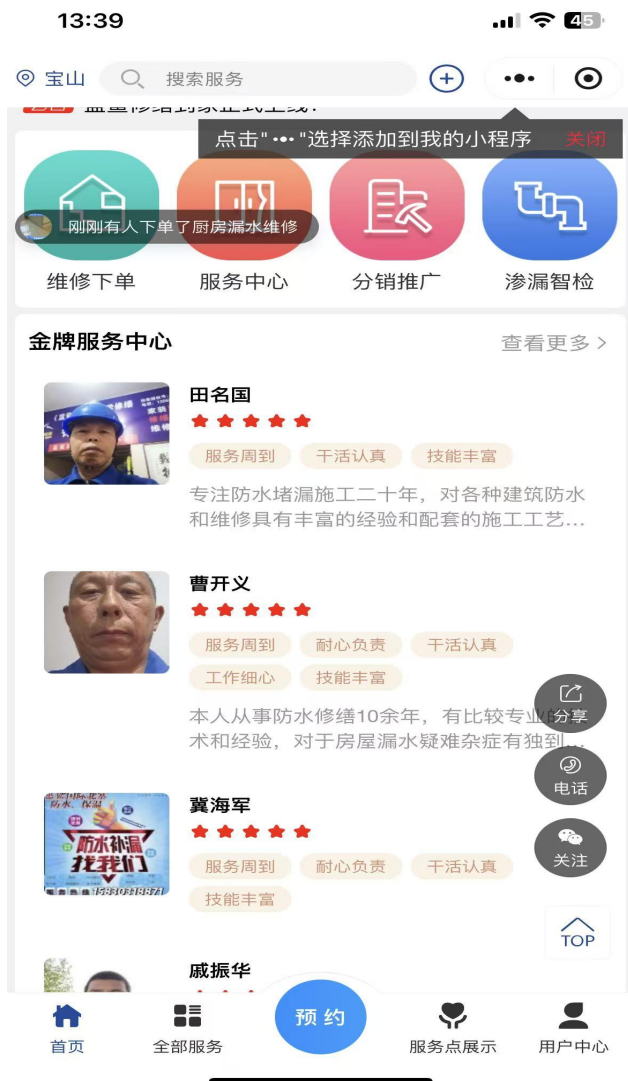 13:39
45
宝山
搜索服务
点击"•••"选择添加到我的小程序 关闭
刚刚有人下单了厨房漏水维修
维修下单 服务中心 分销推广 渗漏智检
金牌服务中心 查看更多
田名国
服务周到 干活认真 技能丰富
专注防水堵漏施工二十年，对各种建筑防水
和维修具有丰富的经验和配套的施工工艺...
曹开义
服务周到 耐心负责 干活认真
工作细心 技能丰富
本人从事防水修缮10余年，有比较专业的技
术和经验，对于房屋漏水疑难杂症有独到...
分享
电话
关注
冀海军
服务周到 耐心负责 干活认真
技能丰富
防水、保温
防水补漏
找我们
15830318871
TOP
戚振华
预约
首页 全部服务 服务点展示 用户中心